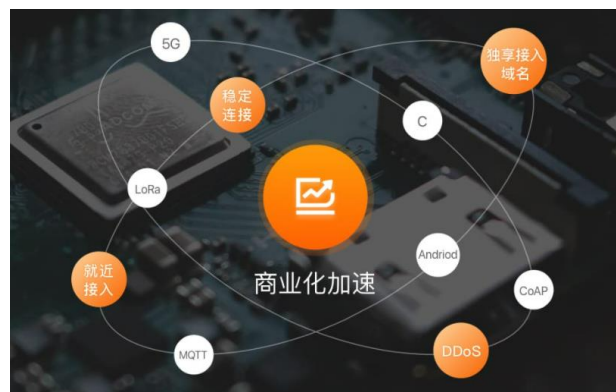 5G
独享接入
域名
稳定
连接
C
LoRa
Andriod
就近
接入
商业化加速
CoAP
MQTT
DDoS